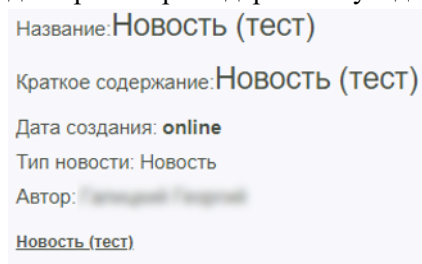 Название:Новость (тест)
Краткое содержание:Новость (тест)
Дата создания: online
Тип новости: Новость
Автор:
Новость (тест)